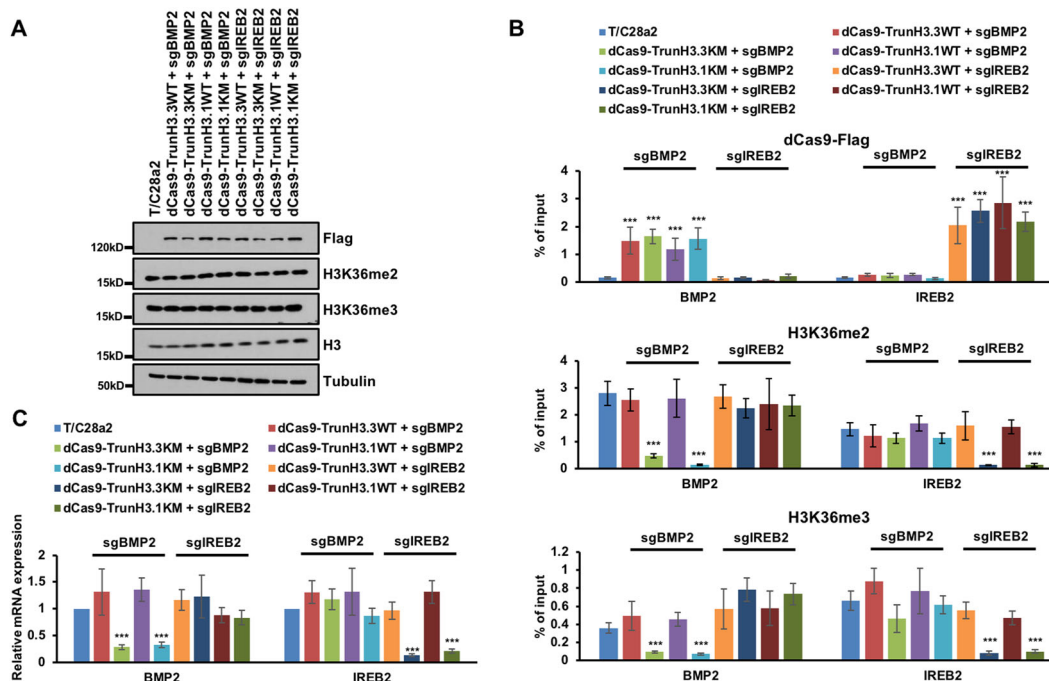 A
T/C28a2
dCas9-TrunH3.3WT + sgBMP2
dCas9-TrunH3.3KM + sgBMP2
dCas9-TrunH3.1WT + sgBMP2
dCas9-TrunH3.1KM + sgBMP2
dCas9-TrunH3.3WT + sgIREB2
dCas9-TrunH3.3KM + sgIREB2
dCas9-TrunH3.1WT + sgIREB2
dCas9-TrunH3.1KM + sgIREB2
120kD
Flag
15kD
H3K36me2
15kD
H3K36me3
15kD
H3
50kD
Tubulin
B
T/C28a2
dCas9-TrunH3.3WT + sgBMP2
dCas9-TrunH3.3KM + sgBMP2
dCas9-TrunH3.1WT + sgBMP2
dCas9-TrunH3.1KM + sgBMP2
dCas9-TrunH3.3WT + sgIREB2
dCas9-TrunH3.3KM + sgIREB2
dCas9-TrunH3.1WT + sgIREB2
dCas9-TrunH3.1KM + sgIREB2
dCas9-Flag
sgBMP2 sgIREB2 sgBMP2 sgIREB2
% of input
4
3
2
1
0
*** *** *** *** *** *** *** ***
BMP2 IREB2
H3K36me2
sgBMP2 sgIREB2 sgBMP2 sgIREB2
% of input
4
3
2
1
0
*** *** *** ***
BMP2 IREB2
H3K36me3
sgBMP2 sgIREB2 sgBMP2 sgIREB2
% of input
1.2
1
0.8
0.6
0.4
0.2
0
*** *** *** ***
BMP2 IREB2
C
T/C28a2
dCas9-TrunH3.3WT + sgBMP2
dCas9-TrunH3.3KM + sgBMP2
dCas9-TrunH3.1WT + sgBMP2
dCas9-TrunH3.1KM + sgBMP2
dCas9-TrunH3.3WT + sgIREB2
dCas9-TrunH3.3KM + sgIREB2
dCas9-TrunH3.1WT + sgIREB2
dCas9-TrunH3.1KM + sgIREB2
sgBMP2 sgIREB2 sgBMP2 sgIREB2
Relative mRNA expression
2
1.5
1
0.5
0
*** *** *** ***
BMP2 IREB2